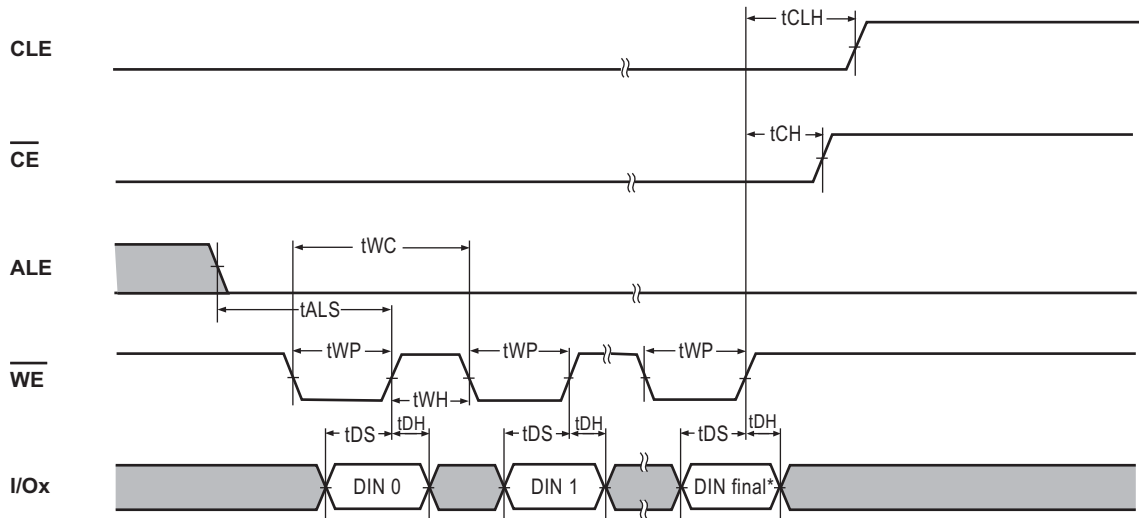 tCLH
CLE
tCH
CE
tWC
ALE
tALS
tWP tWP tWP
WE
tWH
tDS tDH tDS tDH tDS tDH
I/Ox DIN 0 DIN 1 DIN final*